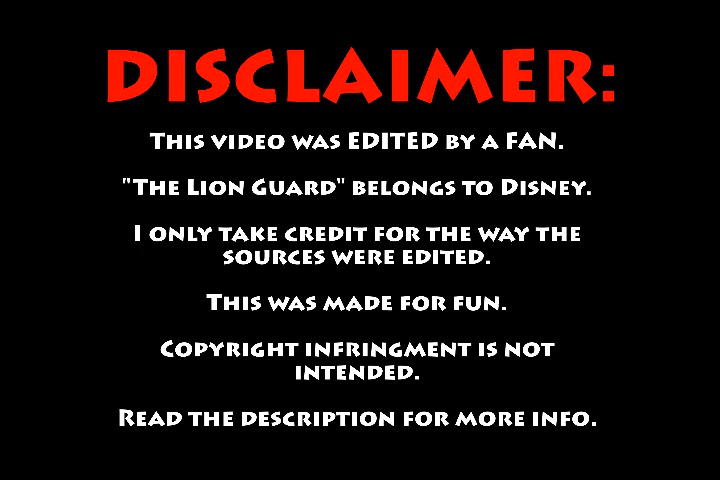 DISCLAIMER:
THIS VIDEO WAS EDITED BY A FAN.
"THE LION GUARD" BELONGS TO DISNEY.
I ONLY TAKE CREDIT FOR THE WAY THE
SOURCES WERE EDITED.
THIS WAS MADE FOR FUN.
COPYRIGHT INFRINGMENT IS NOT
INTENDED.
READ THE DESCRIPTION FOR MORE INFO.